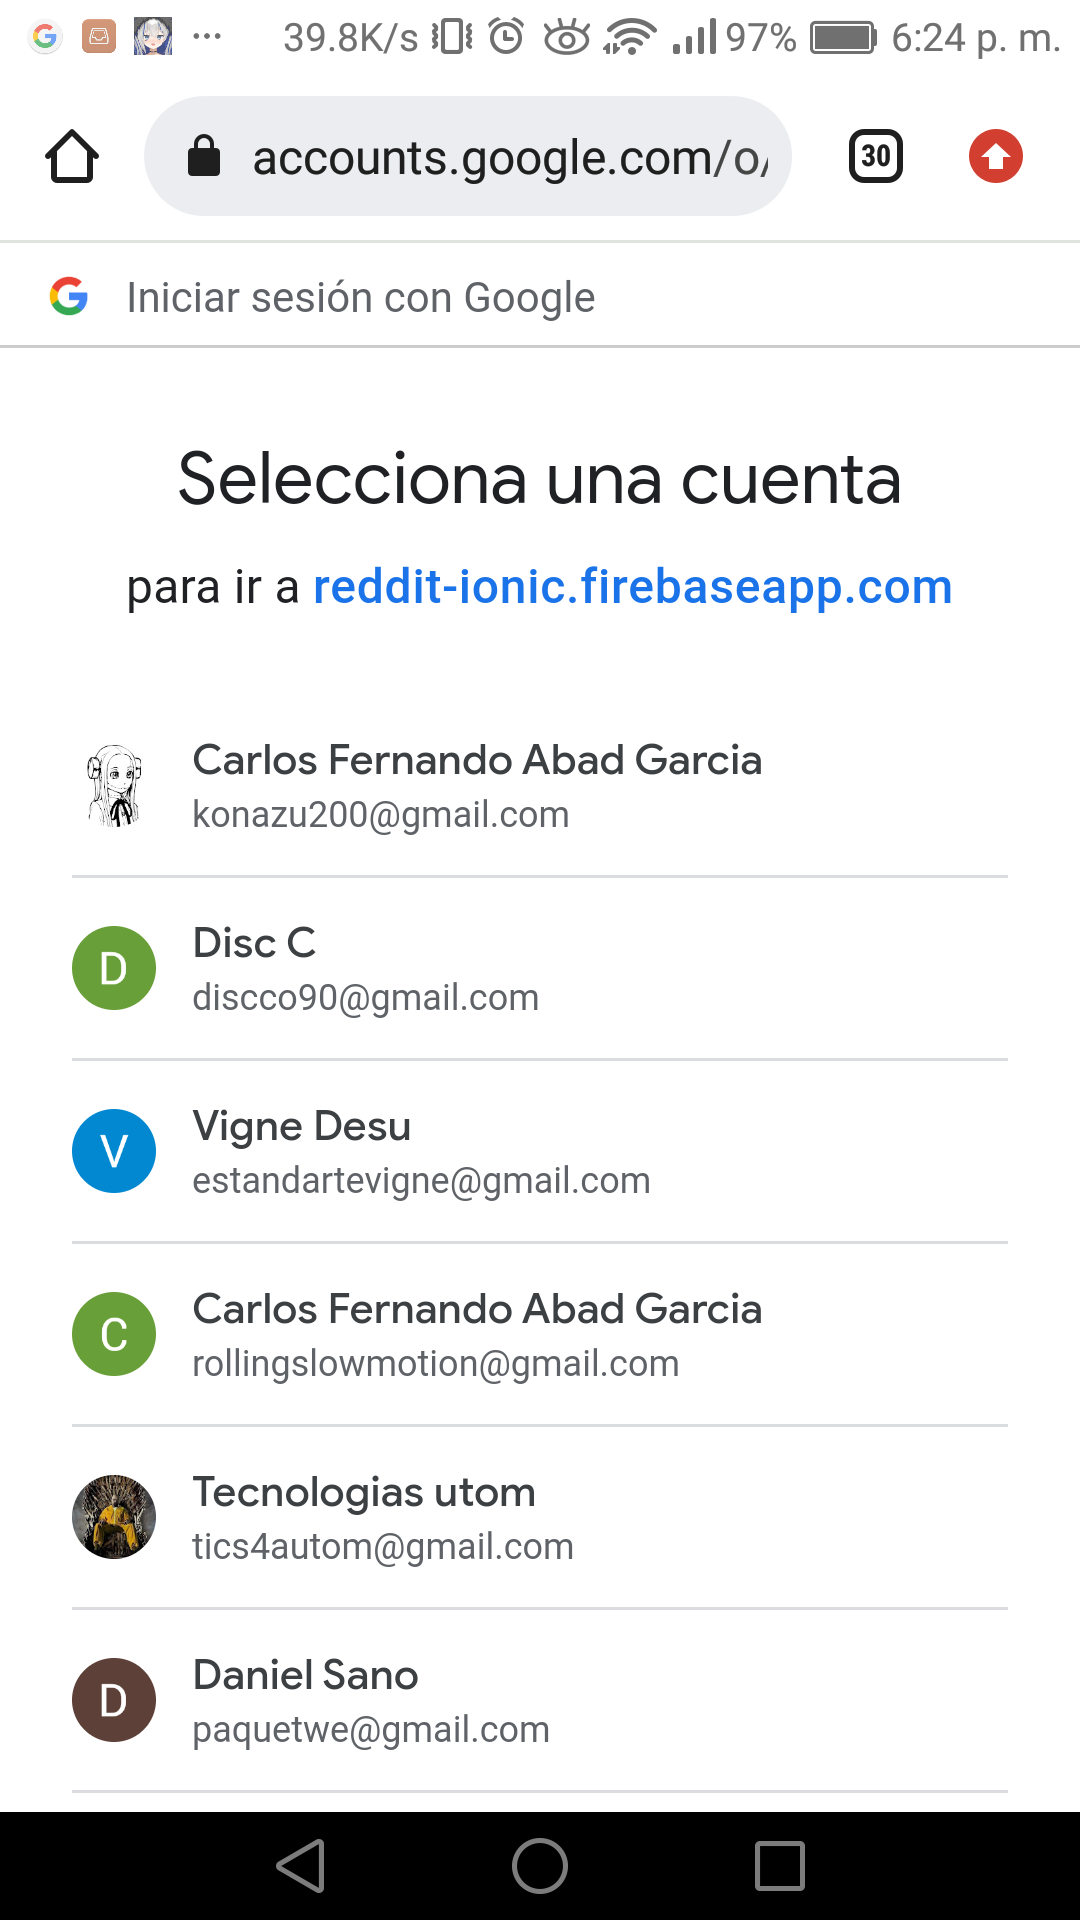 39.8K/s 97% 6:24 p. m.
accounts.google.com/o/
30
Iniciar sesión con Google
Selecciona una cuenta
para ir a reddit-ionic.firebaseapp.com
Carlos Fernando Abad Garcia
konazu200@gmail.com
D
Disc C
discco90@gmail.com
V
Vigne Desu
estandartevigne@gmail.com
C
Carlos Fernando Abad Garcia
rollingslowmotion@gmail.com
Tecnologias utom
tics4autom@gmail.com
D
Daniel Sano
paquetwe@gmail.com